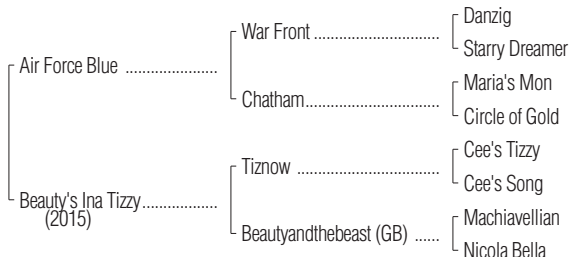 Danzig
War Front ..............................
Starry Dreamer
Air Force Blue ......................
Maria's Mon
Chatham................................
Circle of Gold
Cee's Tizzy
Tiznow ..................................
Cee's Song
Beauty's Ina Tizzy..................
(2015)
Machiavellian
Beautyandthebeast (GB) ......
Nicola Bella